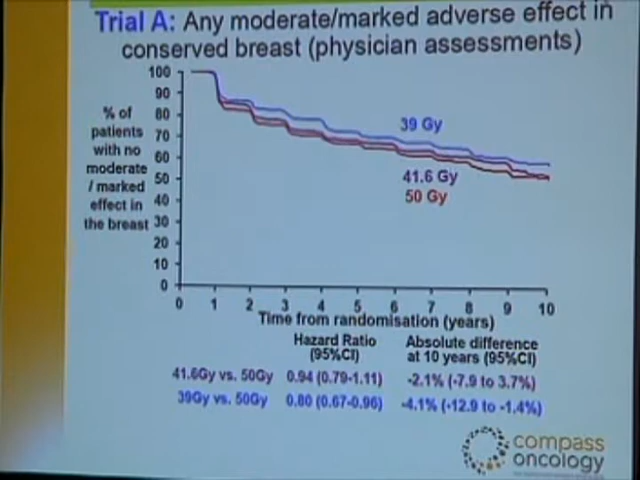 Trial A: Any moderate/marked adverse effect in
conserved breast (physician assessments)
% of
patients
with no
moderate
/ marked
effect in
the breast
100
90
80
70
60
50
40
30
20
10
0
39 Gy
41.6 Gy
50 Gy
0 1 2 3 4 5 6 7 8 9 10
Time from randomisation (years)
Hazard Ratio
(95%CI)
Absolute difference
at 10 years (95%CI)
41.6Gy vs. 50Gy 0.94 (0.79-1.11) -2.1% (-7.9 to 3.7%)
39Gy vs. 50Gy 0.80 (0.67-0.96) -4.1% (-12.9 to -1.4%)
compass
oncology